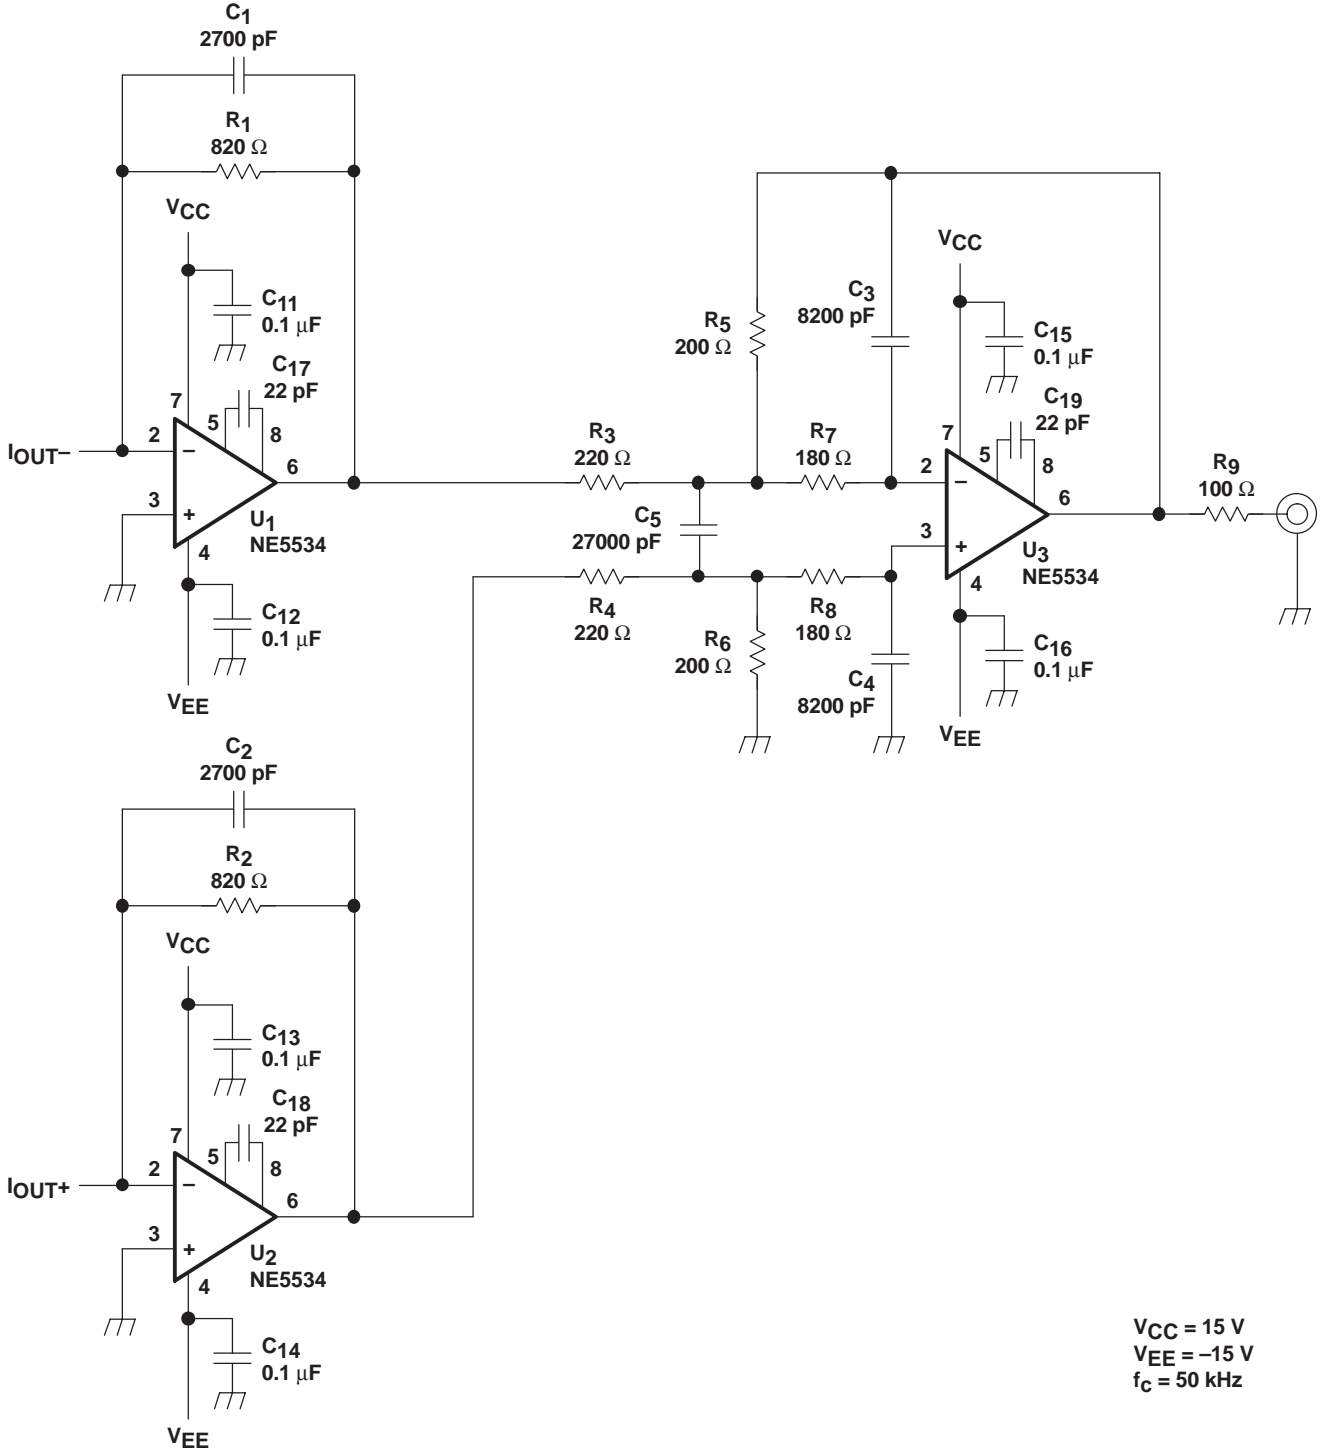 C1
2700 pF
R1
820 Ω
VCC
C11
0.1 μF
C17
22 pF
7
5
8
2
IOUT–
–
6
3
+
U1
NE5534
4
C12
0.1 μF
VEE
R3
220 Ω
C5
27000 pF
R4
220 Ω
R5
200 Ω
C3
8200 pF
R7
180 Ω
R6
200 Ω
R8
180 Ω
C4
8200 pF
VCC
C15
0.1 μF
C19
22 pF
7
5
8
2
–
6
3
+
U3
NE5534
4
C16
0.1 μF
VEE
R9
100 Ω
C2
2700 pF
R2
820 Ω
VCC
C13
0.1 μF
C18
22 pF
7
5
8
2
IOUT+
–
6
3
+
U2
NE5534
4
C14
0.1 μF
VEE
VCC = 15 V
VEE = –15 V
fc = 50 kHz